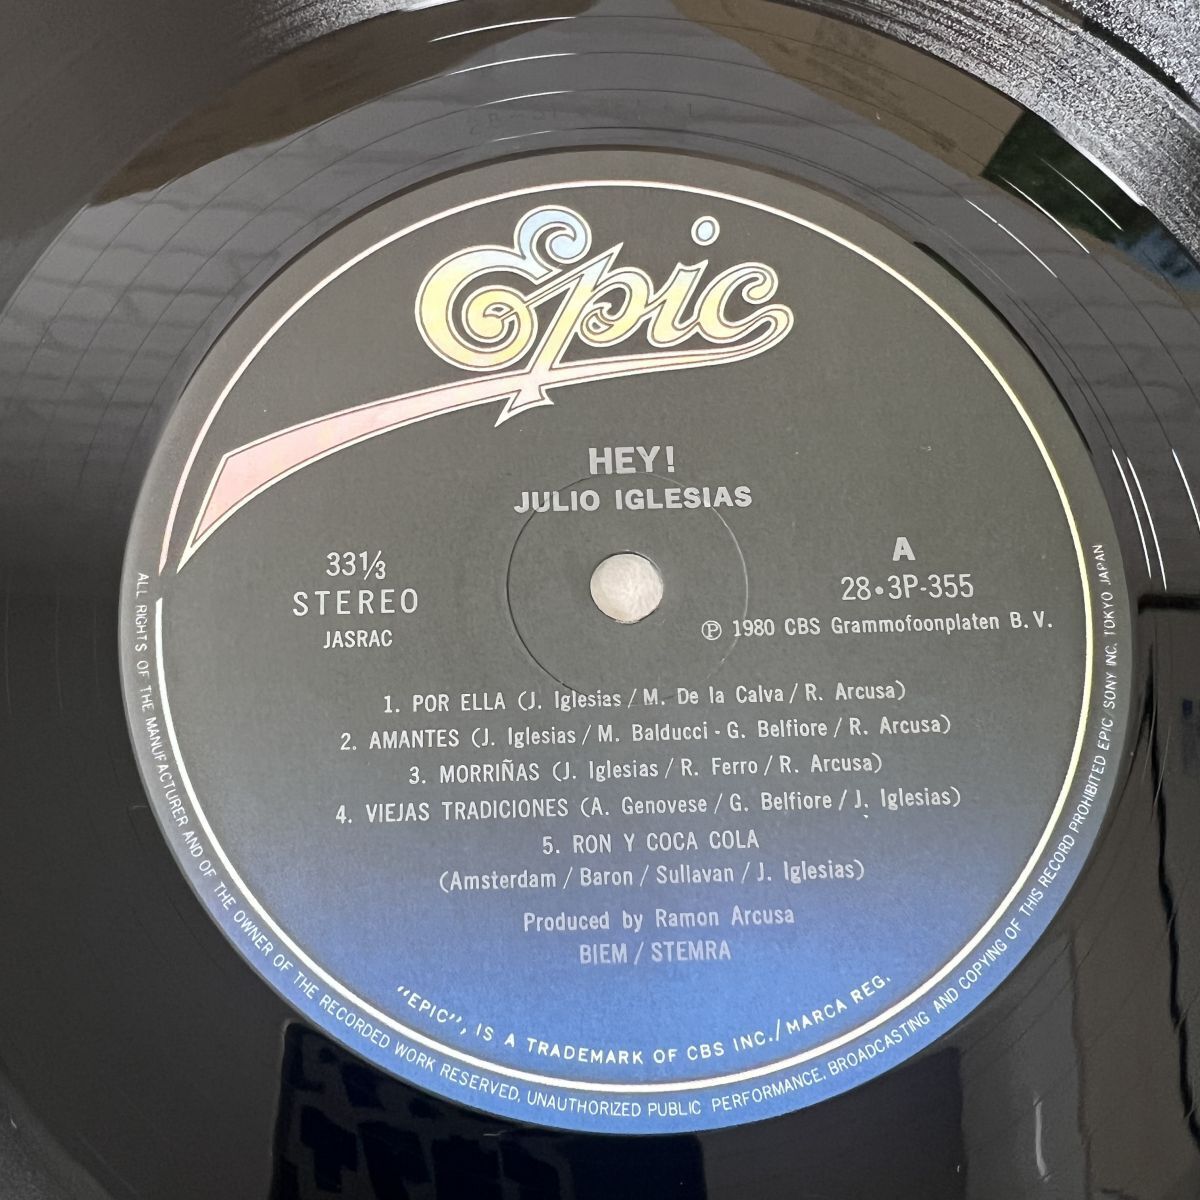 Epic
HEY!
JULIO IGLESIAS
33⅓
STEREO
JASRAC
A
28•3P-355
Ⓟ 1980 CBS Grammofoonplaten B.V.
1. POR ELLA (J. Iglesias / M. De la Calva / R. Arcusa)
2. AMANTES (J. Iglesias / M. Balducci - G. Belfiore / R. Arcusa)
3. MORRIÑAS (J. Iglesias / R. Ferro / R. Arcusa)
4. VIEJAS TRADICIONES (A. Genovese / G. Belfiore / J. Iglesias)
5. RON Y COCA COLA
(Amsterdam / Baron / Sullavan / J. Iglesias)
Produced by Ramon Arcusa
BIEM / STEMRA
"EPIC", IS A TRADEMARK OF CBS INC./MARCA REG.
ALL RIGHTS OF THE MANUFACTURER AND OF THE OWNER OF THE RECORDED WORK RESERVED, UNAUTHORIZED PUBLIC PERFORMANCE, BROADCASTING AND COPYING OF THIS RECORD PROHIBITED EPIC SONY INC. TOKYO JAPAN